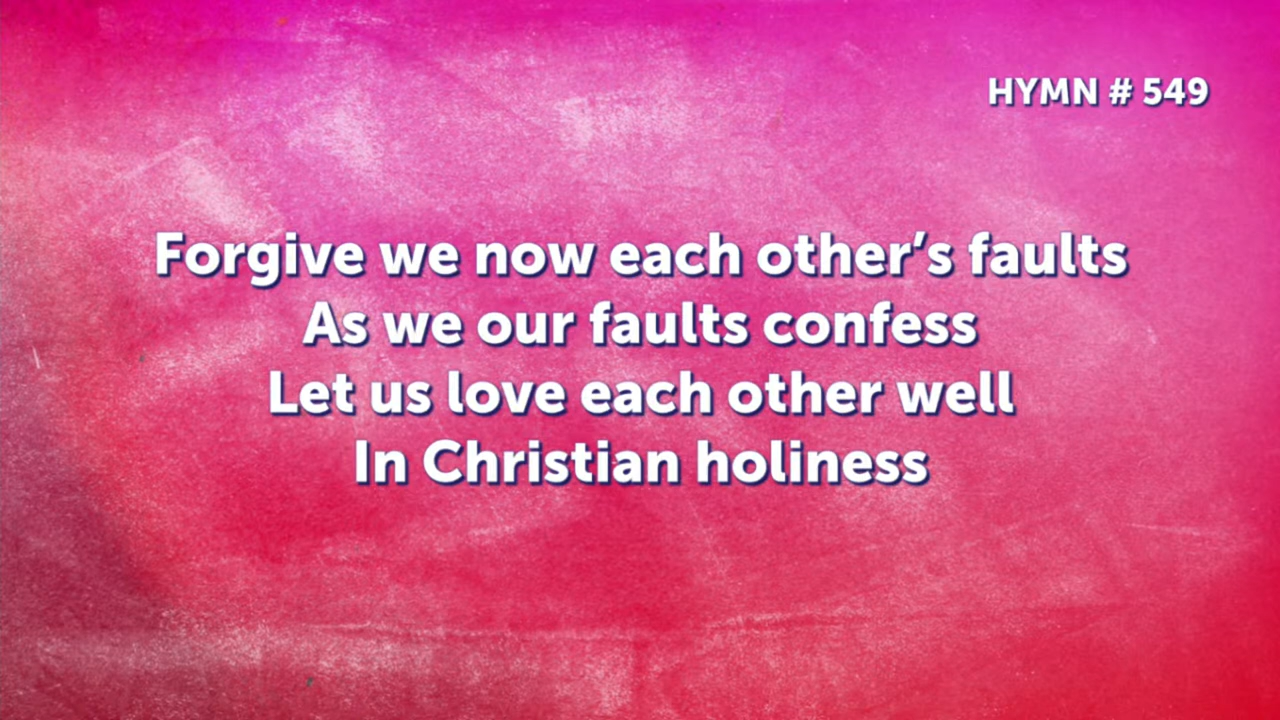 HYMN # 549
Forgive we now each other’s faults
As we our faults confess
Let us love each other well
In Christian holiness